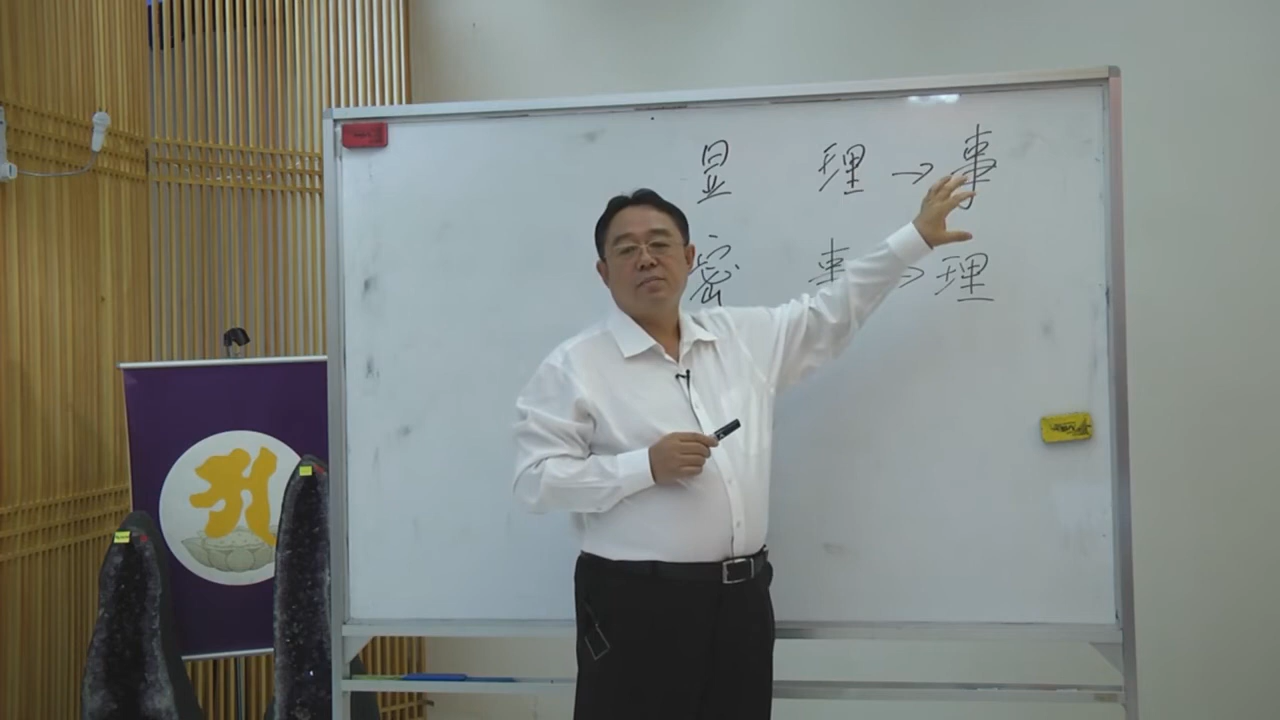 显 理 → 事
密 事 → 理